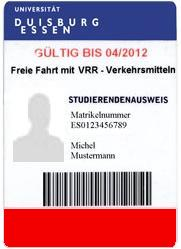 UNIVERSITÄT
DUISBURG
ESSEN
GÜLTIG BIS 04/2012
Freie Fahrt mit VRR - Verkehrsmitteln
STUDIERENDENAUSWEIS
Matrikelnummer
ES0123456789
Michel
Mustermann